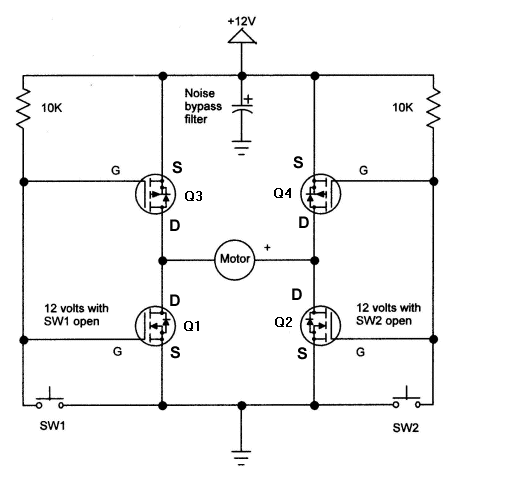 +12V
Noise
bypass
filter
+
10K
10K
S
S
G
G
Q3
Q4
D
D
Motor
+
D
D
12 volts with
SW1 open
12 volts with
SW2 open
Q1
Q2
G
S
S
G
SW1
SW2